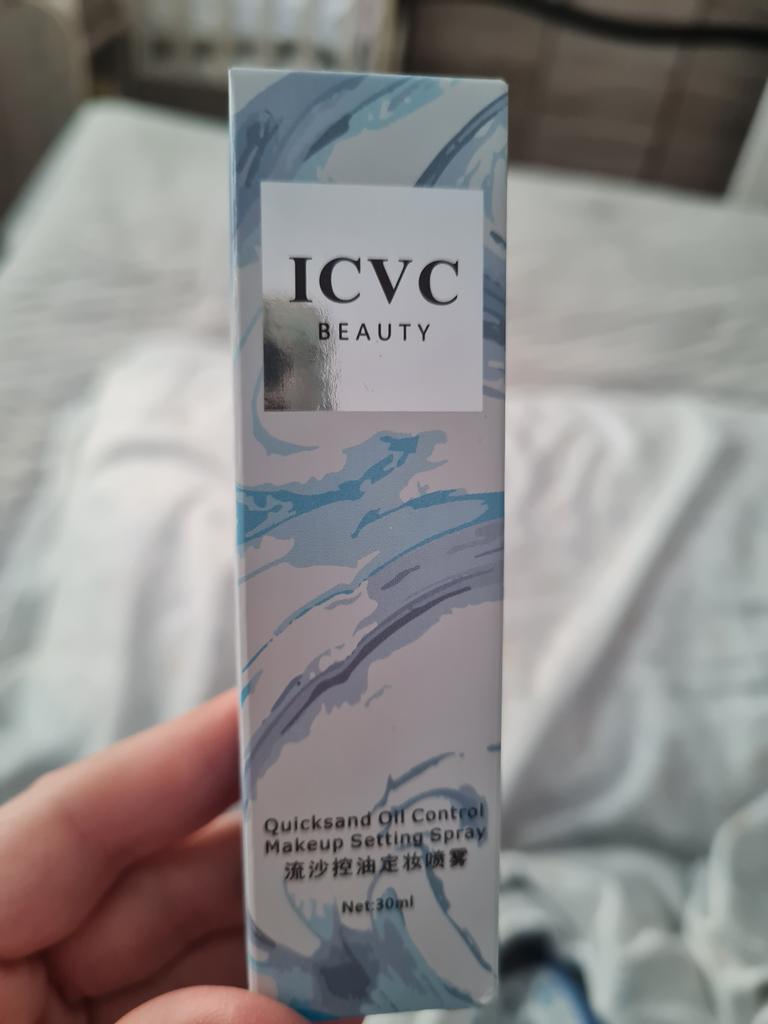 ICVC
BEAUTY
Quicksand Oil Control
Makeup Setting Spray
流沙控油定妆喷雾
Net:30ml